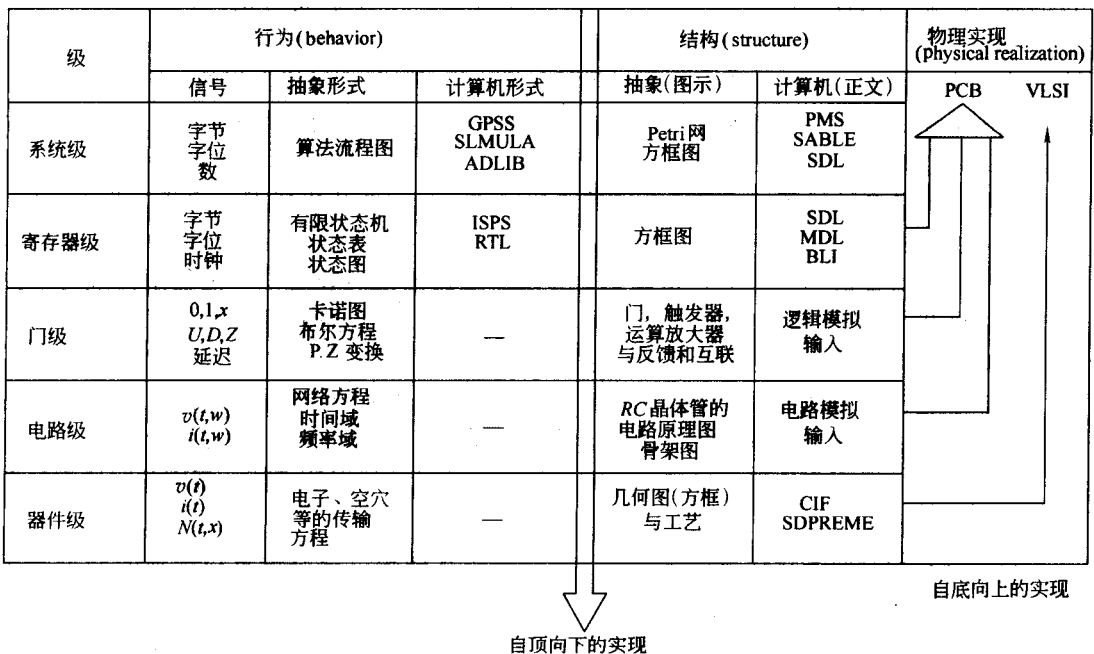 级
行为(behavior)
结构(structure)
物理实现
(physical realization)
信号
抽象形式
计算机形式
抽象(图示)
计算机(正文)
PCB
VLSI
系统级
字节
字位
数
算法流程图
GPSS
SLMULA
ADLIB
Petri网
方框图
PMS
SABLE
SDL
寄存器级
字节
字位
时钟
有限状态机
状态表
状态图
ISPS
RTL
方框图
SDL
MDL
BLI
门级
0,1,x
U,D,Z
延迟
卡诺图
布尔方程
P.Z 变换
—
门，触发器，
运算放大器
与反馈和互联
逻辑模拟
输入
电路级
v(t,w)
i(t,w)
网络方程
时间域
频率域
—
RC晶体管的
电路原理图
骨架图
电路模拟
输入
器件级
v(t)
i(t)
N(t,x)
电子、空穴
等的传输
方程
—
几何图(方框)
与工艺
CIF
SDPREME
自底向上的实现
自顶向下的实现